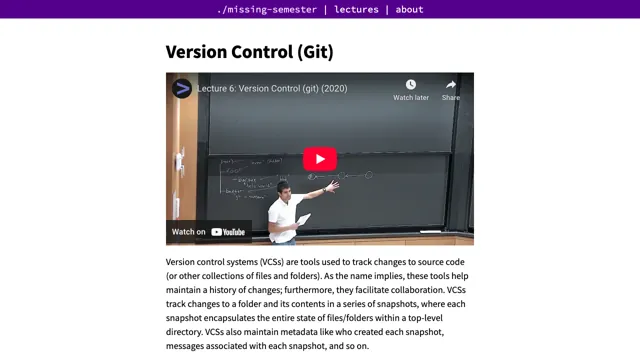 ./missing-semester | lectures | about
Version Control (Git)
Lecture 6: Version Control (git) (2020)
Watch later
Share
Watch on YouTube
Version control systems (VCSs) are tools used to track changes to source code
(or other collections of files and folders). As the name implies, these tools help
maintain a history of changes; furthermore, they facilitate collaboration. VCSs
track changes to a folder and its contents in a series of snapshots, where each
snapshot encapsulates the entire state of files/folders within a top-level
directory. VCSs also maintain metadata like who created each snapshot,
messages associated with each snapshot, and so on.